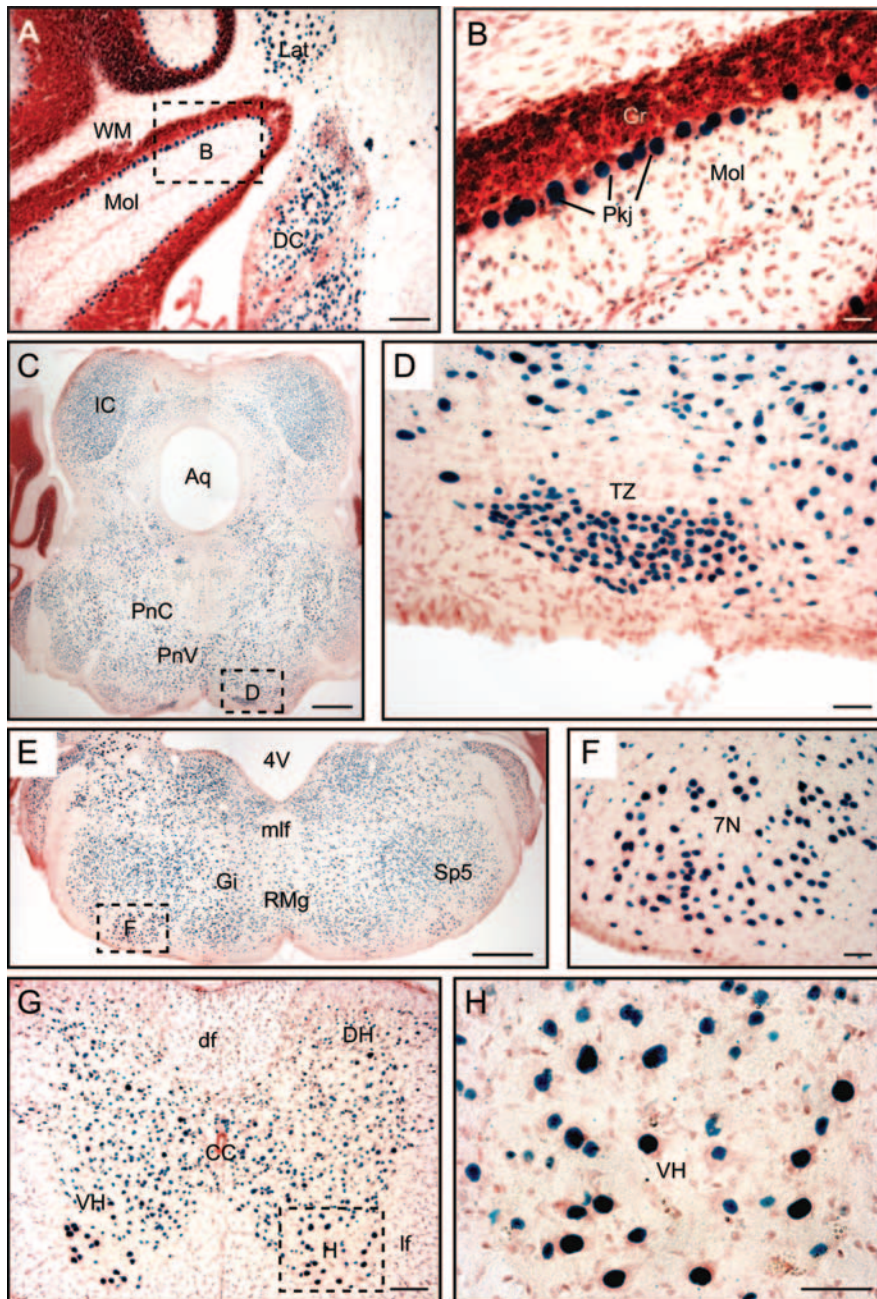 A
Lat
WM
B
Mol
DC
B
Gr
Mol
Pkj
C
IC
Aq
PnC
PnV
D
D
TZ
E
4V
mlf
Gi
Sp5
RMg
F
F
7N
G
df
DH
CC
VH
H
lf
H
VH